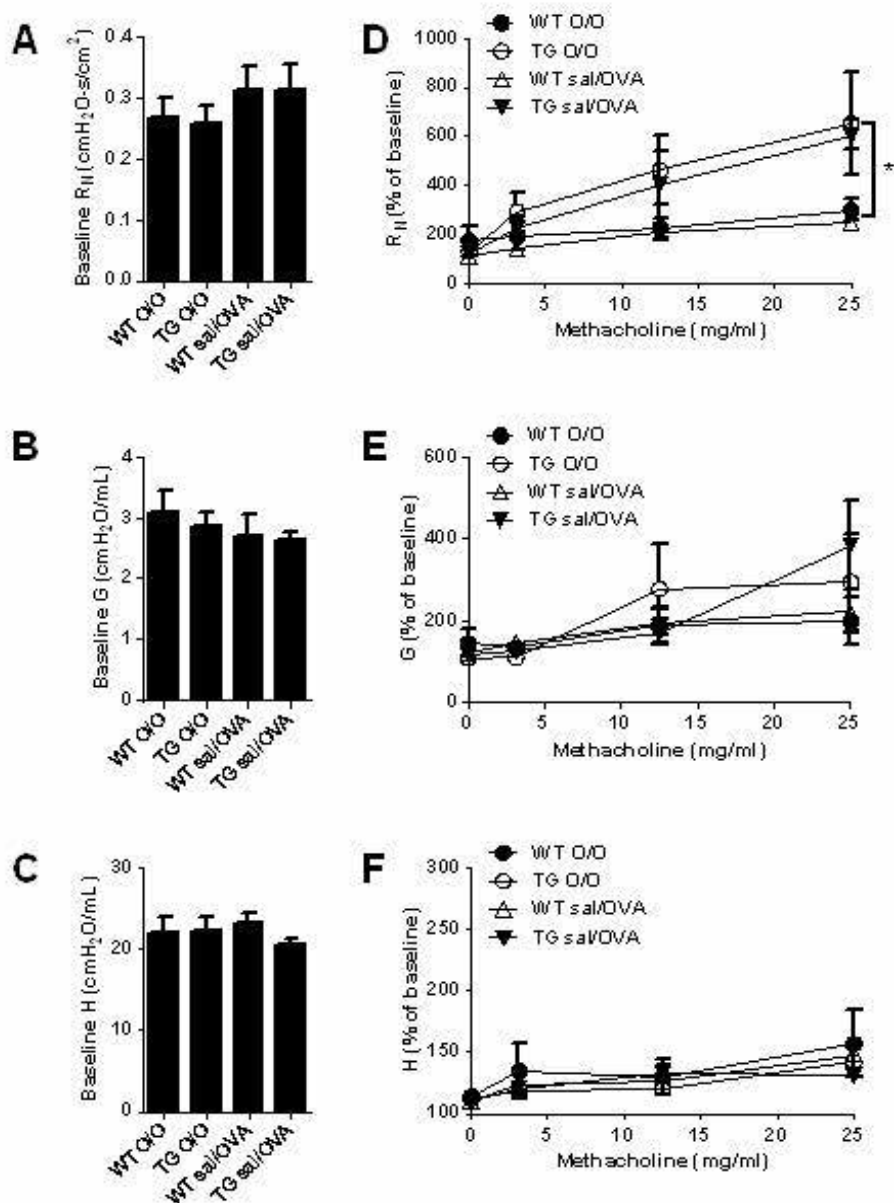 A
Baseline R_N (cmH2O·s/cm²)
0.4
0.3
0.2
0.1
0.0
WT O/O
TG O/O
WT sal/OVA
TG sal/OVA
D
WT O/O
TG O/O
WT sal/OVA
TG sal/OVA
R_N (% of baseline)
1000
800
600
400
200
0
*
0 5 10 15 20 25
Methacholine (mg/ml)
B
Baseline G (cmH2O/mL)
4
3
2
1
0
WT O/O
TG O/O
WT sal/OVA
TG sal/OVA
E
WT O/O
TG O/O
WT sal/OVA
TG sal/OVA
G (% of baseline)
600
400
200
0
0 5 10 15 20 25
Methacholine (mg/ml)
C
Baseline H (cmH2O/mL)
30
20
10
0
WT O/O
TG O/O
WT sal/OVA
TG sal/OVA
F
WT O/O
TG O/O
WT sal/OVA
TG sal/OVA
H (% of baseline)
300
250
200
150
100
0 5 10 15 20 25
Methacholine (mg/ml)